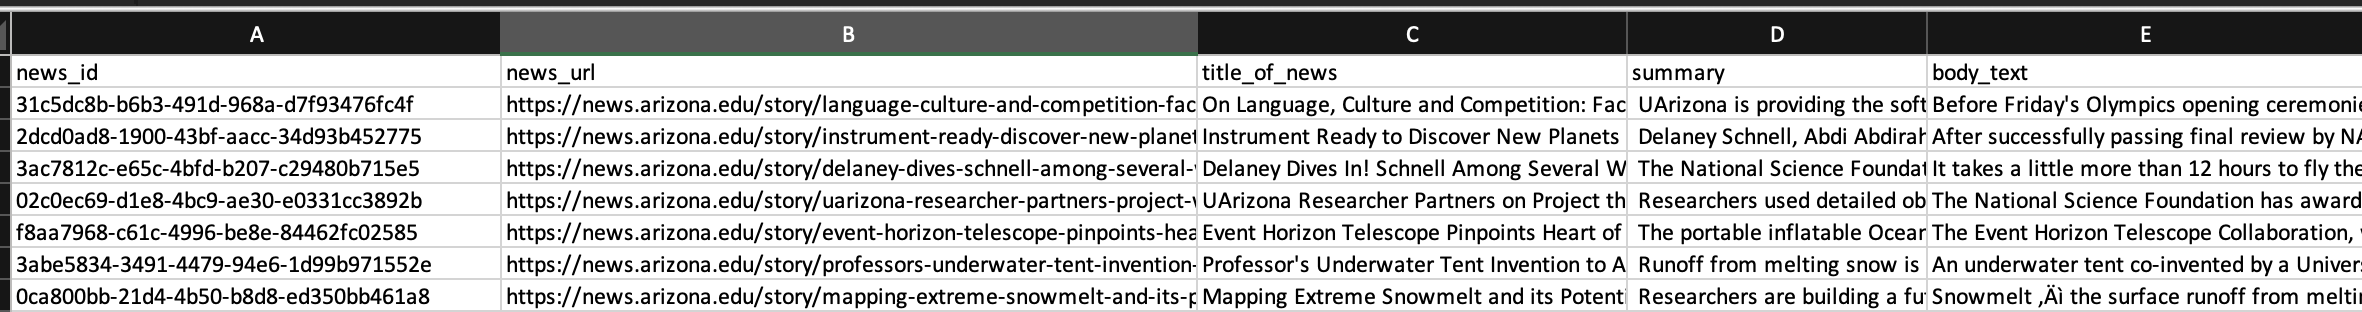 A B C D E
news_id news_url title_of_news summary body_text
31c5dc8b-b6b3-491d-968a-d7f93476fc4f https://news.arizona.edu/story/language-culture-and-competition-fac On Language, Culture and Competition: Fac UArizona is providing the soft Before Friday's Olympics opening ceremonie
2dcd0ad8-1900-43bf-aacc-34d93b452775 https://news.arizona.edu/story/instrument-ready-discover-new-planet Instrument Ready to Discover New Planets Delaney Schnell, Abdi Abdirah After successfully passing final review by NA
3ac7812c-e65c-4bfd-b207-c29480b715e5 https://news.arizona.edu/story/delaney-dives-schnell-among-several- Delaney Dives In! Schnell Among Several W The National Science Foundat It takes a little more than 12 hours to fly the
02c0ec69-d1e8-4bc9-ae30-e0331cc3892b https://news.arizona.edu/story/uarizona-researcher-partners-project- UArizona Researcher Partners on Project th Researchers used detailed ob The National Science Foundation has award
f8aa7968-c61c-4996-be8e-84462fc02585 https://news.arizona.edu/story/event-horizon-telescope-pinpoints-hea Event Horizon Telescope Pinpoints Heart of The portable inflatable Ocear The Event Horizon Telescope Collaboration,
3abe5834-3491-4479-94e6-1d99b971552e https://news.arizona.edu/story/professors-underwater-tent-invention- Professor's Underwater Tent Invention to A Runoff from melting snow is An underwater tent co-invented by a Univers
0ca800bb-21d4-4b50-b8d8-ed350bb461a8 https://news.arizona.edu/story/mapping-extreme-snowmelt-and-its-p Mapping Extreme Snowmelt and its Potenti Researchers are building a fu Snowmelt ‚Äì the surface runoff from melti